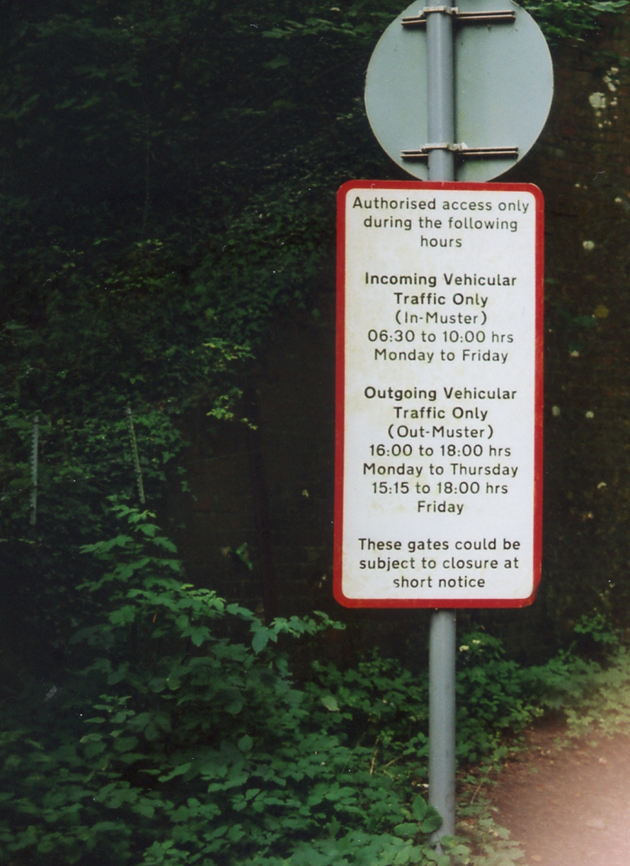 Authorised access only
during the following
hours
Incoming Vehicular
Traffic Only
(In-Muster)
06:30 to 10:00 hrs
Monday to Friday
Outgoing Vehicular
Traffic Only
(Out-Muster)
16:00 to 18:00 hrs
Monday to Thursday
15:15 to 18:00 hrs
Friday
These gates could be
subject to closure at
short notice